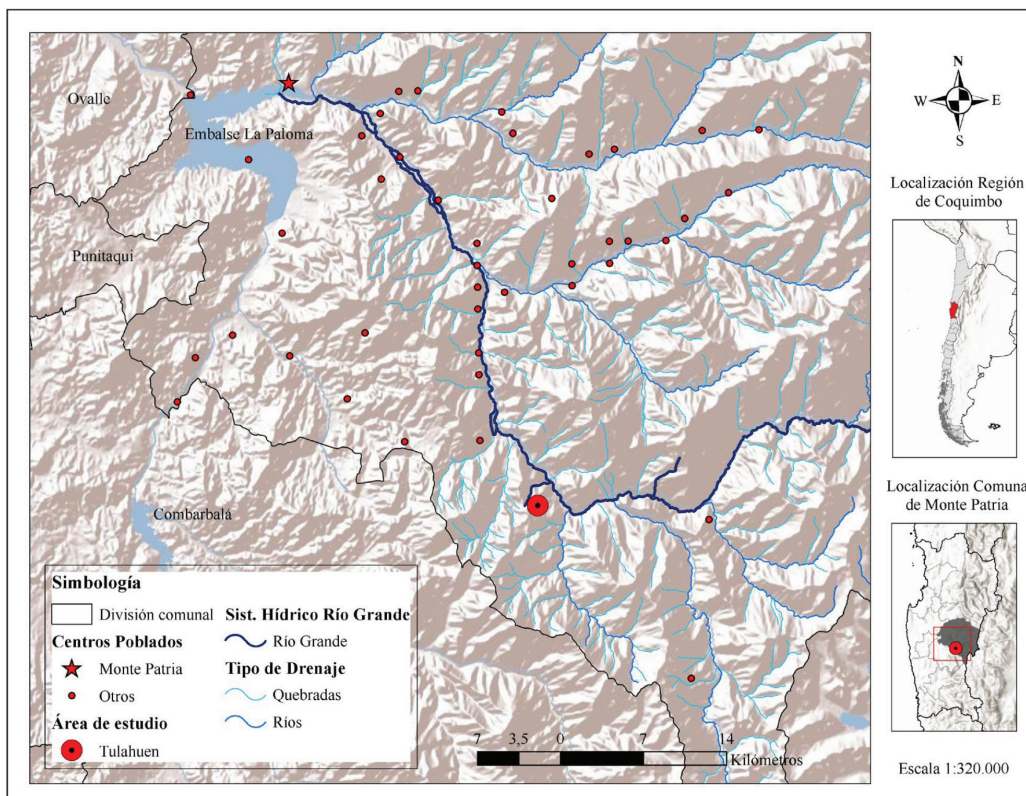 Ovalle
Embalse La Paloma
Punitaqui
Combarbalá
Simbología
División comunal
Centros Poblados
Monte Patria
Otros
Área de estudio
Tulahuen
Sist. Hídrico Río Grande
Río Grande
Tipo de Drenaje
Quebradas
Ríos
7 3,5 0 7 14
Kilómetros
N
W E
S
Localización Región
de Coquimbo
Localización Comuna
de Monte Patria
Escala 1:320.000